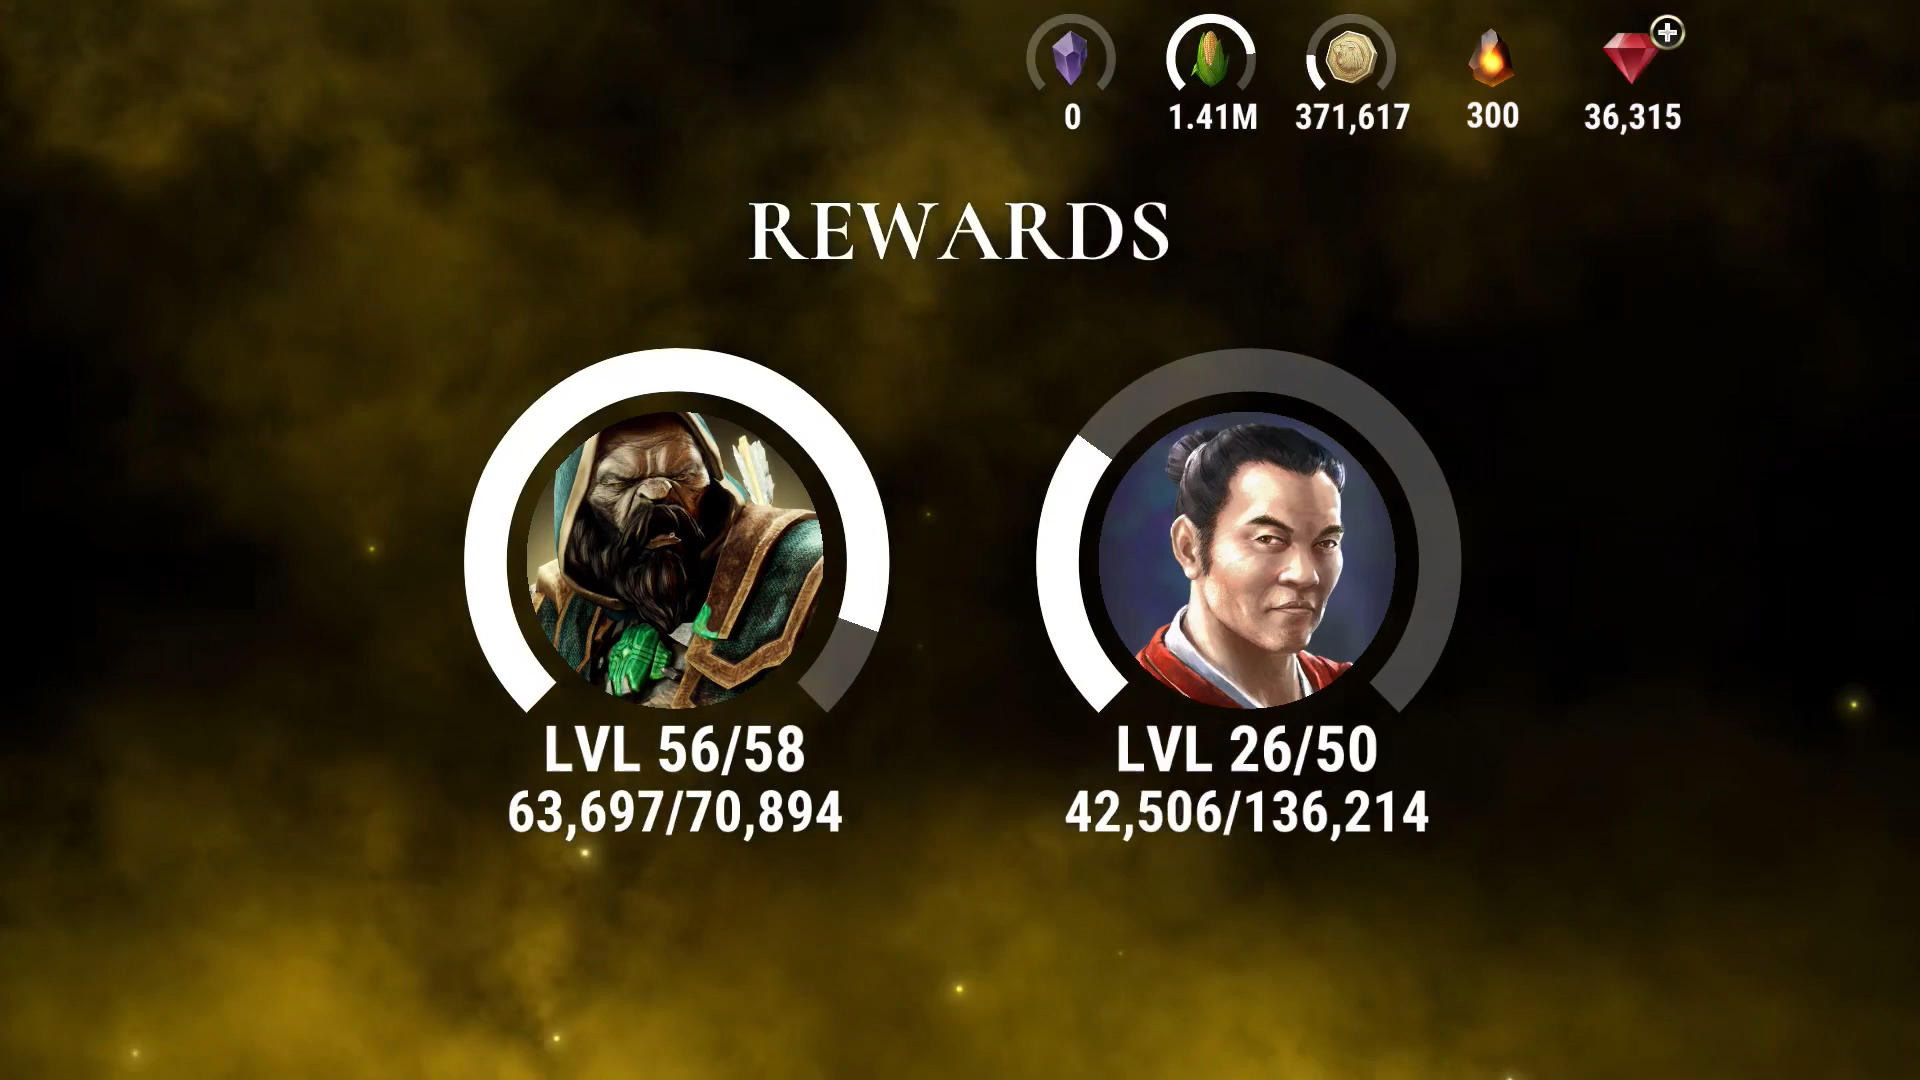 0
1.41M
371,617
300
36,315
REWARDS
LVL 56/58
63,697/70,894
LVL 26/50
42,506/136,214